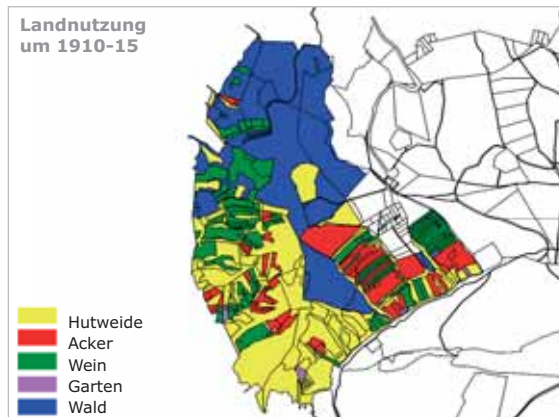 Landnutzung
um 1910-15
Hutweide
Acker
Wein
Garten
Wald